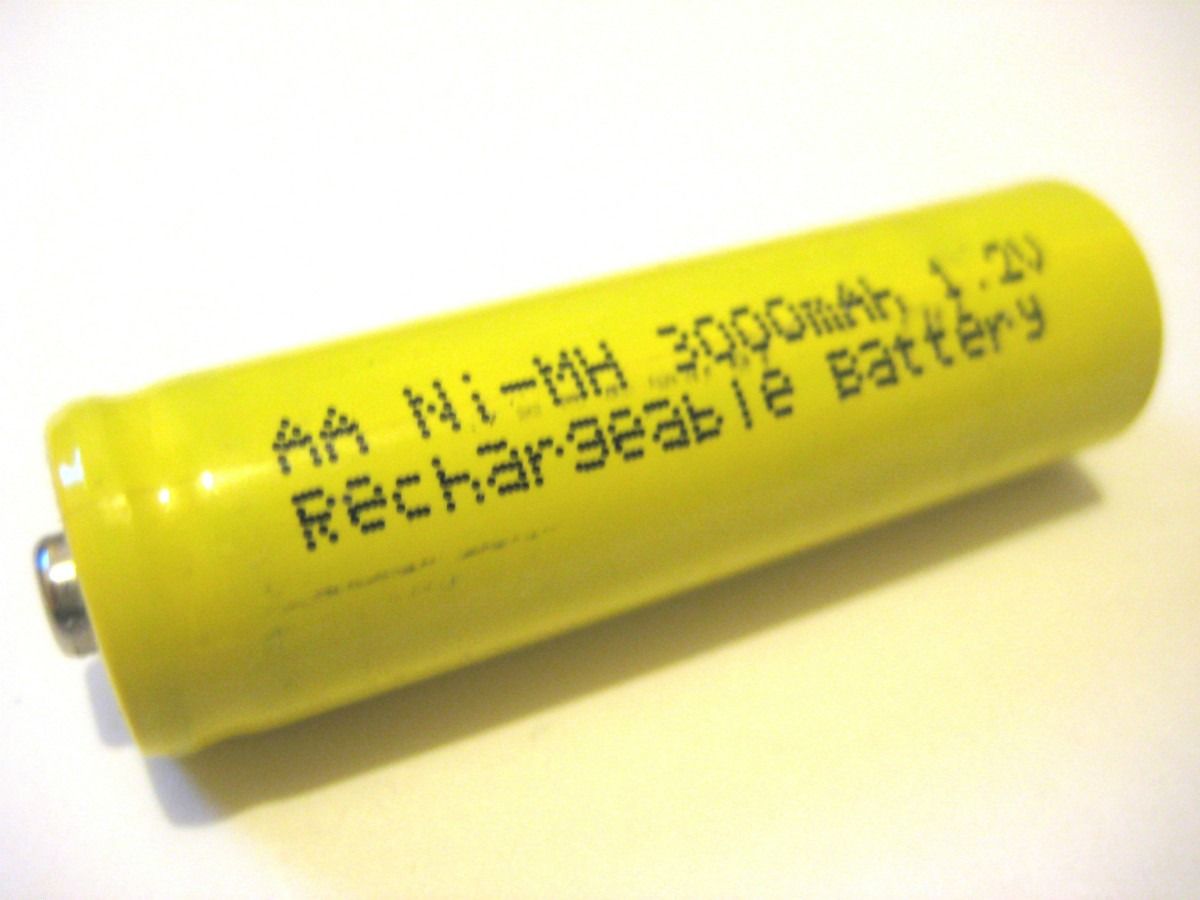 AA Ni-MH 3000mAh 1.2V
Rechargeable Battery